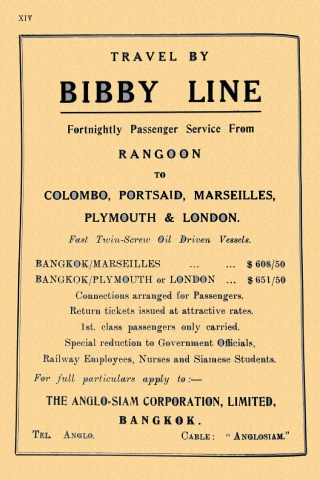 XIV
TRAVEL BY
BIBBY LINE
Fortnightly Passenger Service From
RANGOON
TO
COLOMBO, PORTSAID, MARSEILLES,
PLYMOUTH & LONDON.
Fast Twin-Screw Oil Driven Vessels.
BANGKOK/MARSEILLES ... ... $ 608/50
BANGKOK/PLYMOUTH or LONDON ... $ 651/50
Connections arranged for Passengers.
Return tickets issued at attractive rates.
1st. class passengers only carried.
Special reduction to Government Officials,
Railway Employees, Nurses and Siamese Students.
For full particulars apply to :—
THE ANGLO-SIAM CORPORATION, LIMITED,
BANGKOK.
TEL. ANGLO. CABLE: "ANGLOSIAM."